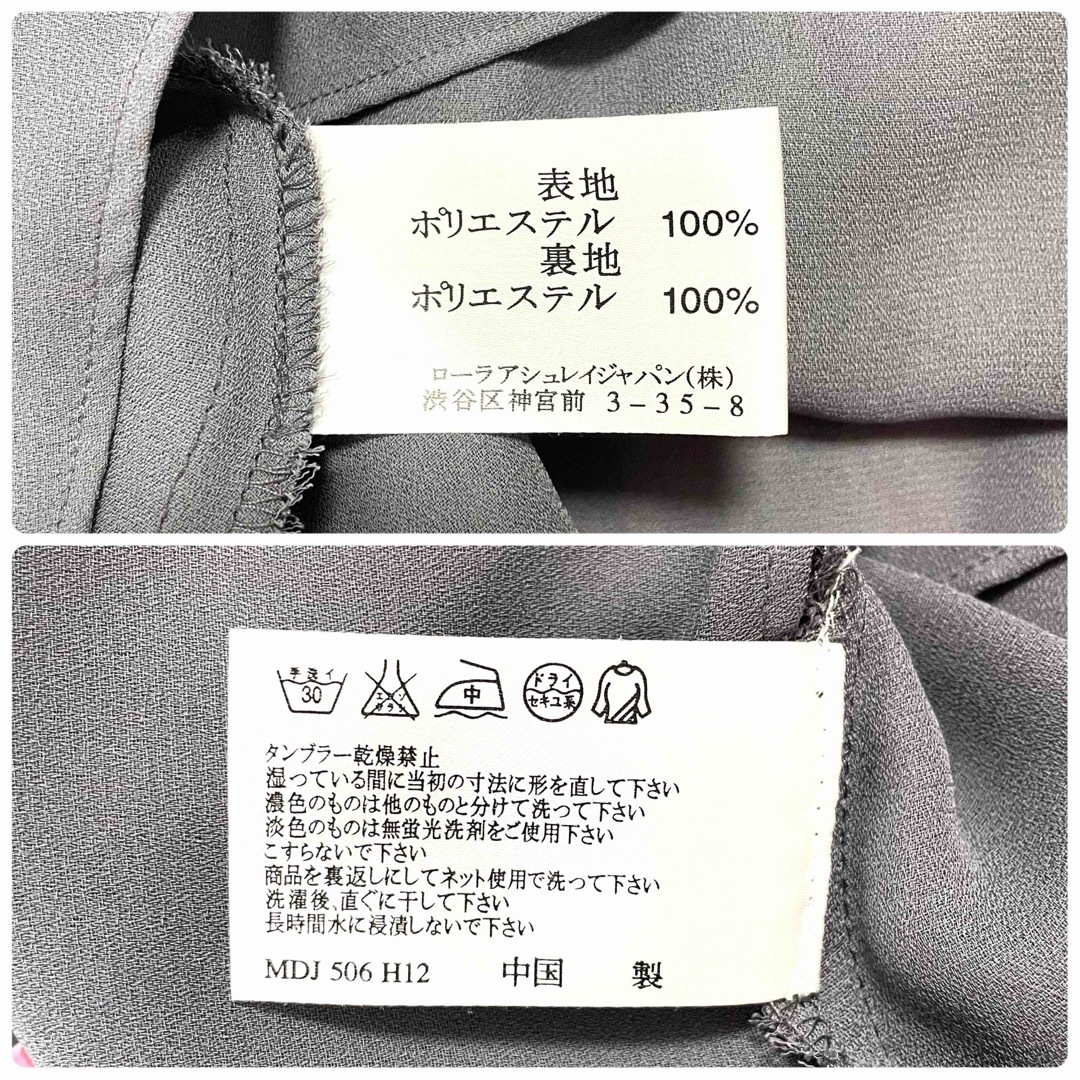 表地
ポリエステル 100%
裏地
ポリエステル 100%
ローラアシュレイジャパン(株)
渋谷区神宮前 3-35-8
手洗イ
30
エンソ
サラシ
中
ドライ
セキユ系
タンブラー乾燥禁止
湿っている間に当初の寸法に形を直して下さい
濃色のものは他のものと分けて洗って下さい
淡色のものは無蛍光洗剤をご使用下さい
こすらないで下さい
商品を裏返しにしてネット使用で洗って下さい
洗濯後、直ぐに干して下さい
長時間水に浸漬しないで下さい
MDJ 506 H12 中国 製